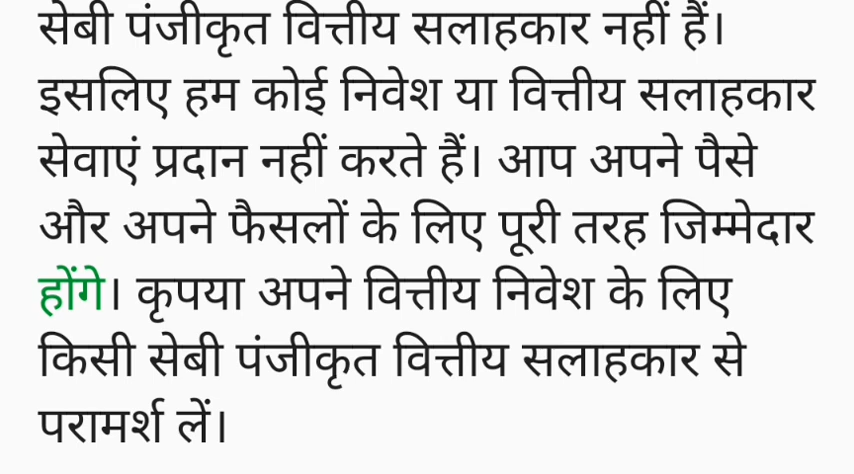 सेबी पंजीकृत वित्तीय सलाहकार नहीं हैं।
इसलिए हम कोई निवेश या वित्तीय सलाहकार
सेवाएं प्रदान नहीं करते हैं। आप अपने पैसे
और अपने फैसलों के लिए पूरी तरह जिम्मेदार
होंगे। कृपया अपने वित्तीय निवेश के लिए
किसी सेबी पंजीकृत वित्तीय सलाहकार से
परामर्श लें।